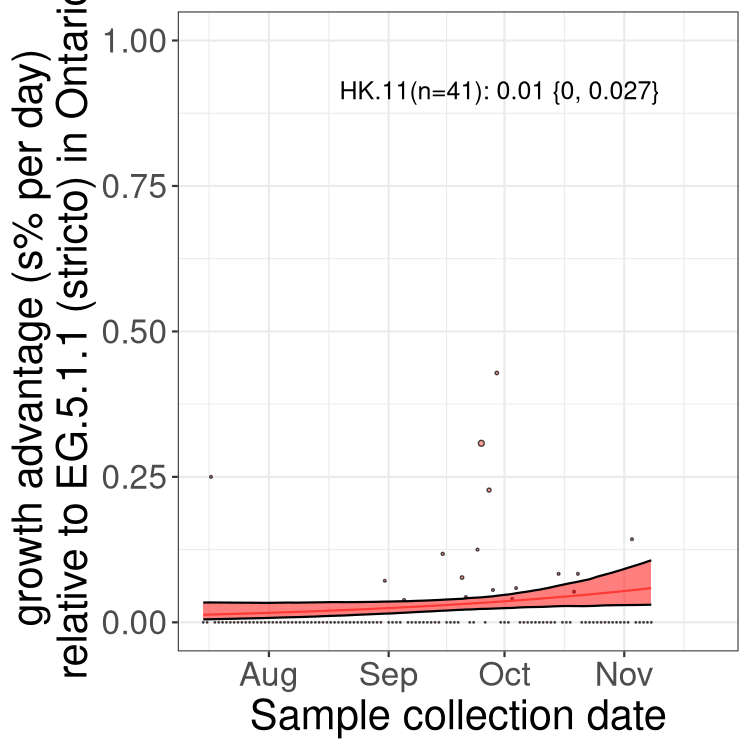 growth advantage (s% per day)
relative to EG.5.1.1 (stricto) in Ontario
1.00
0.75
0.50
0.25
0.00
HK.11(n=41): 0.01 {0, 0.027}
Aug Sep Oct Nov
Sample collection date